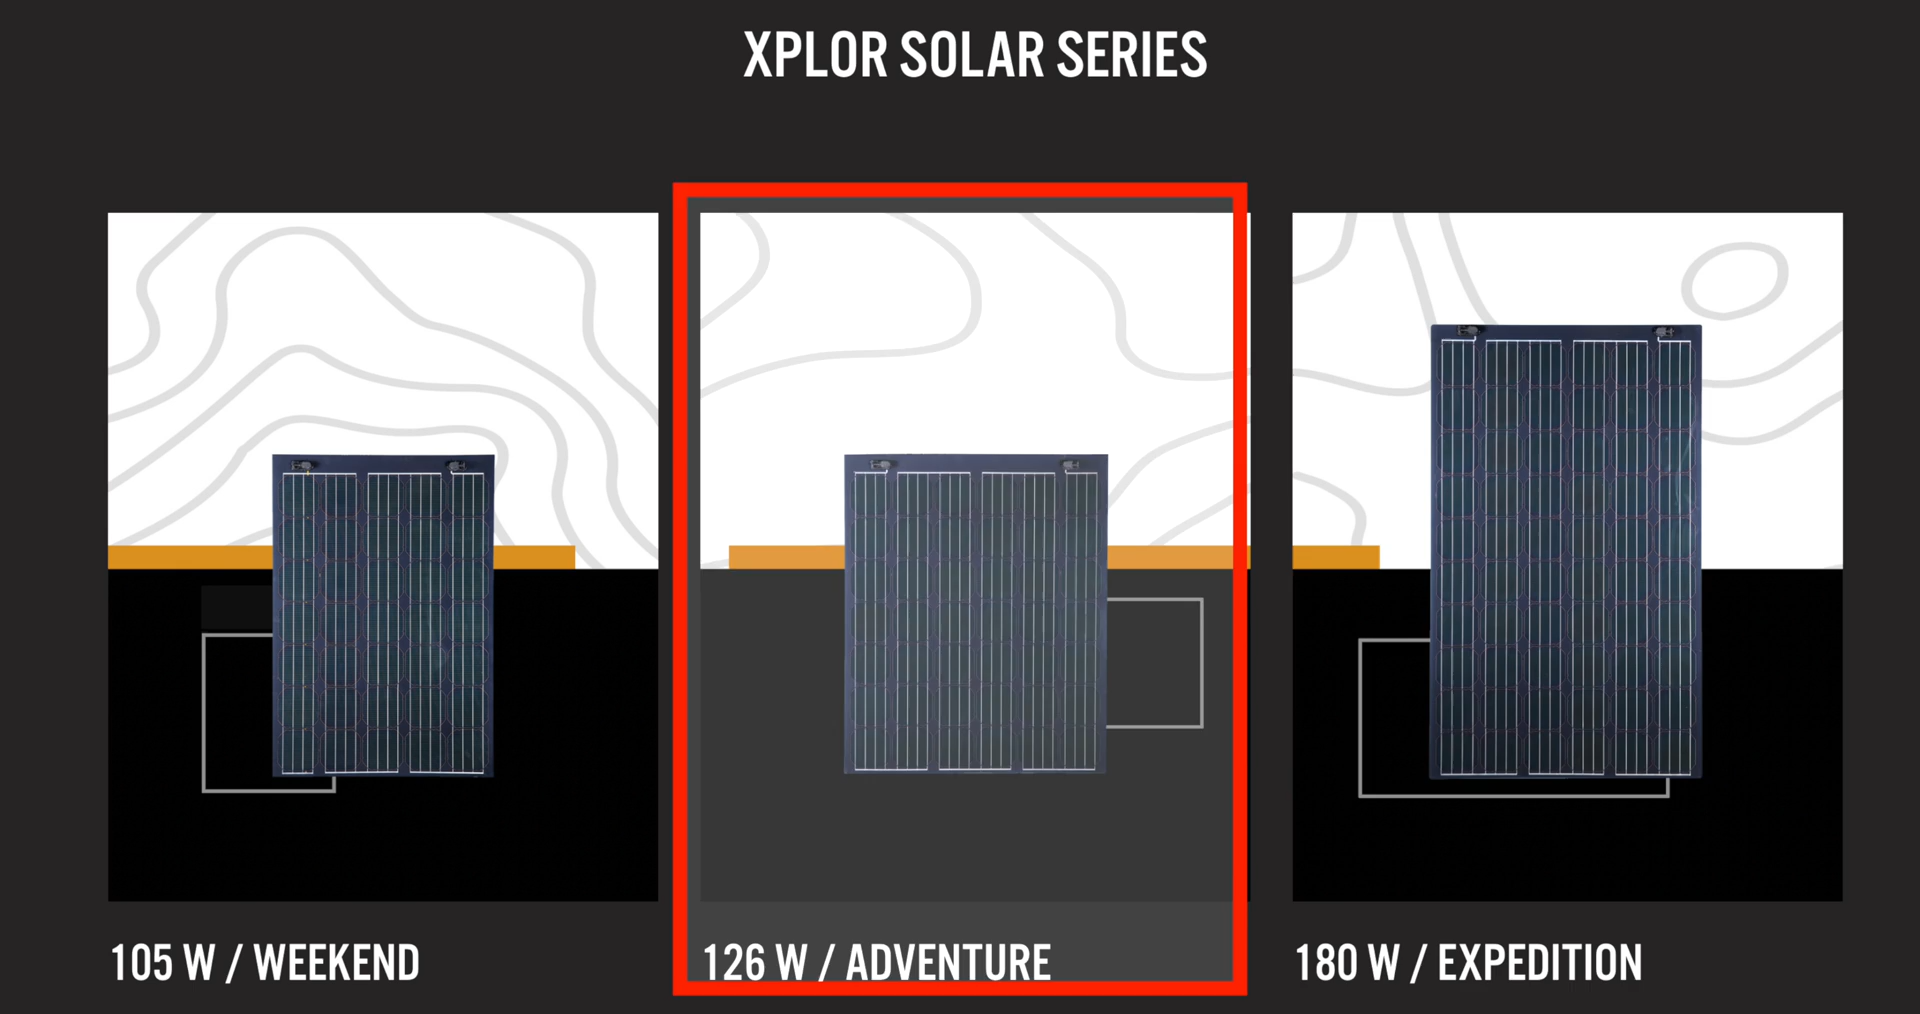 XPLOR SOLAR SERIES
105 W / WEEKEND
126 W / ADVENTURE
180 W / EXPEDITION